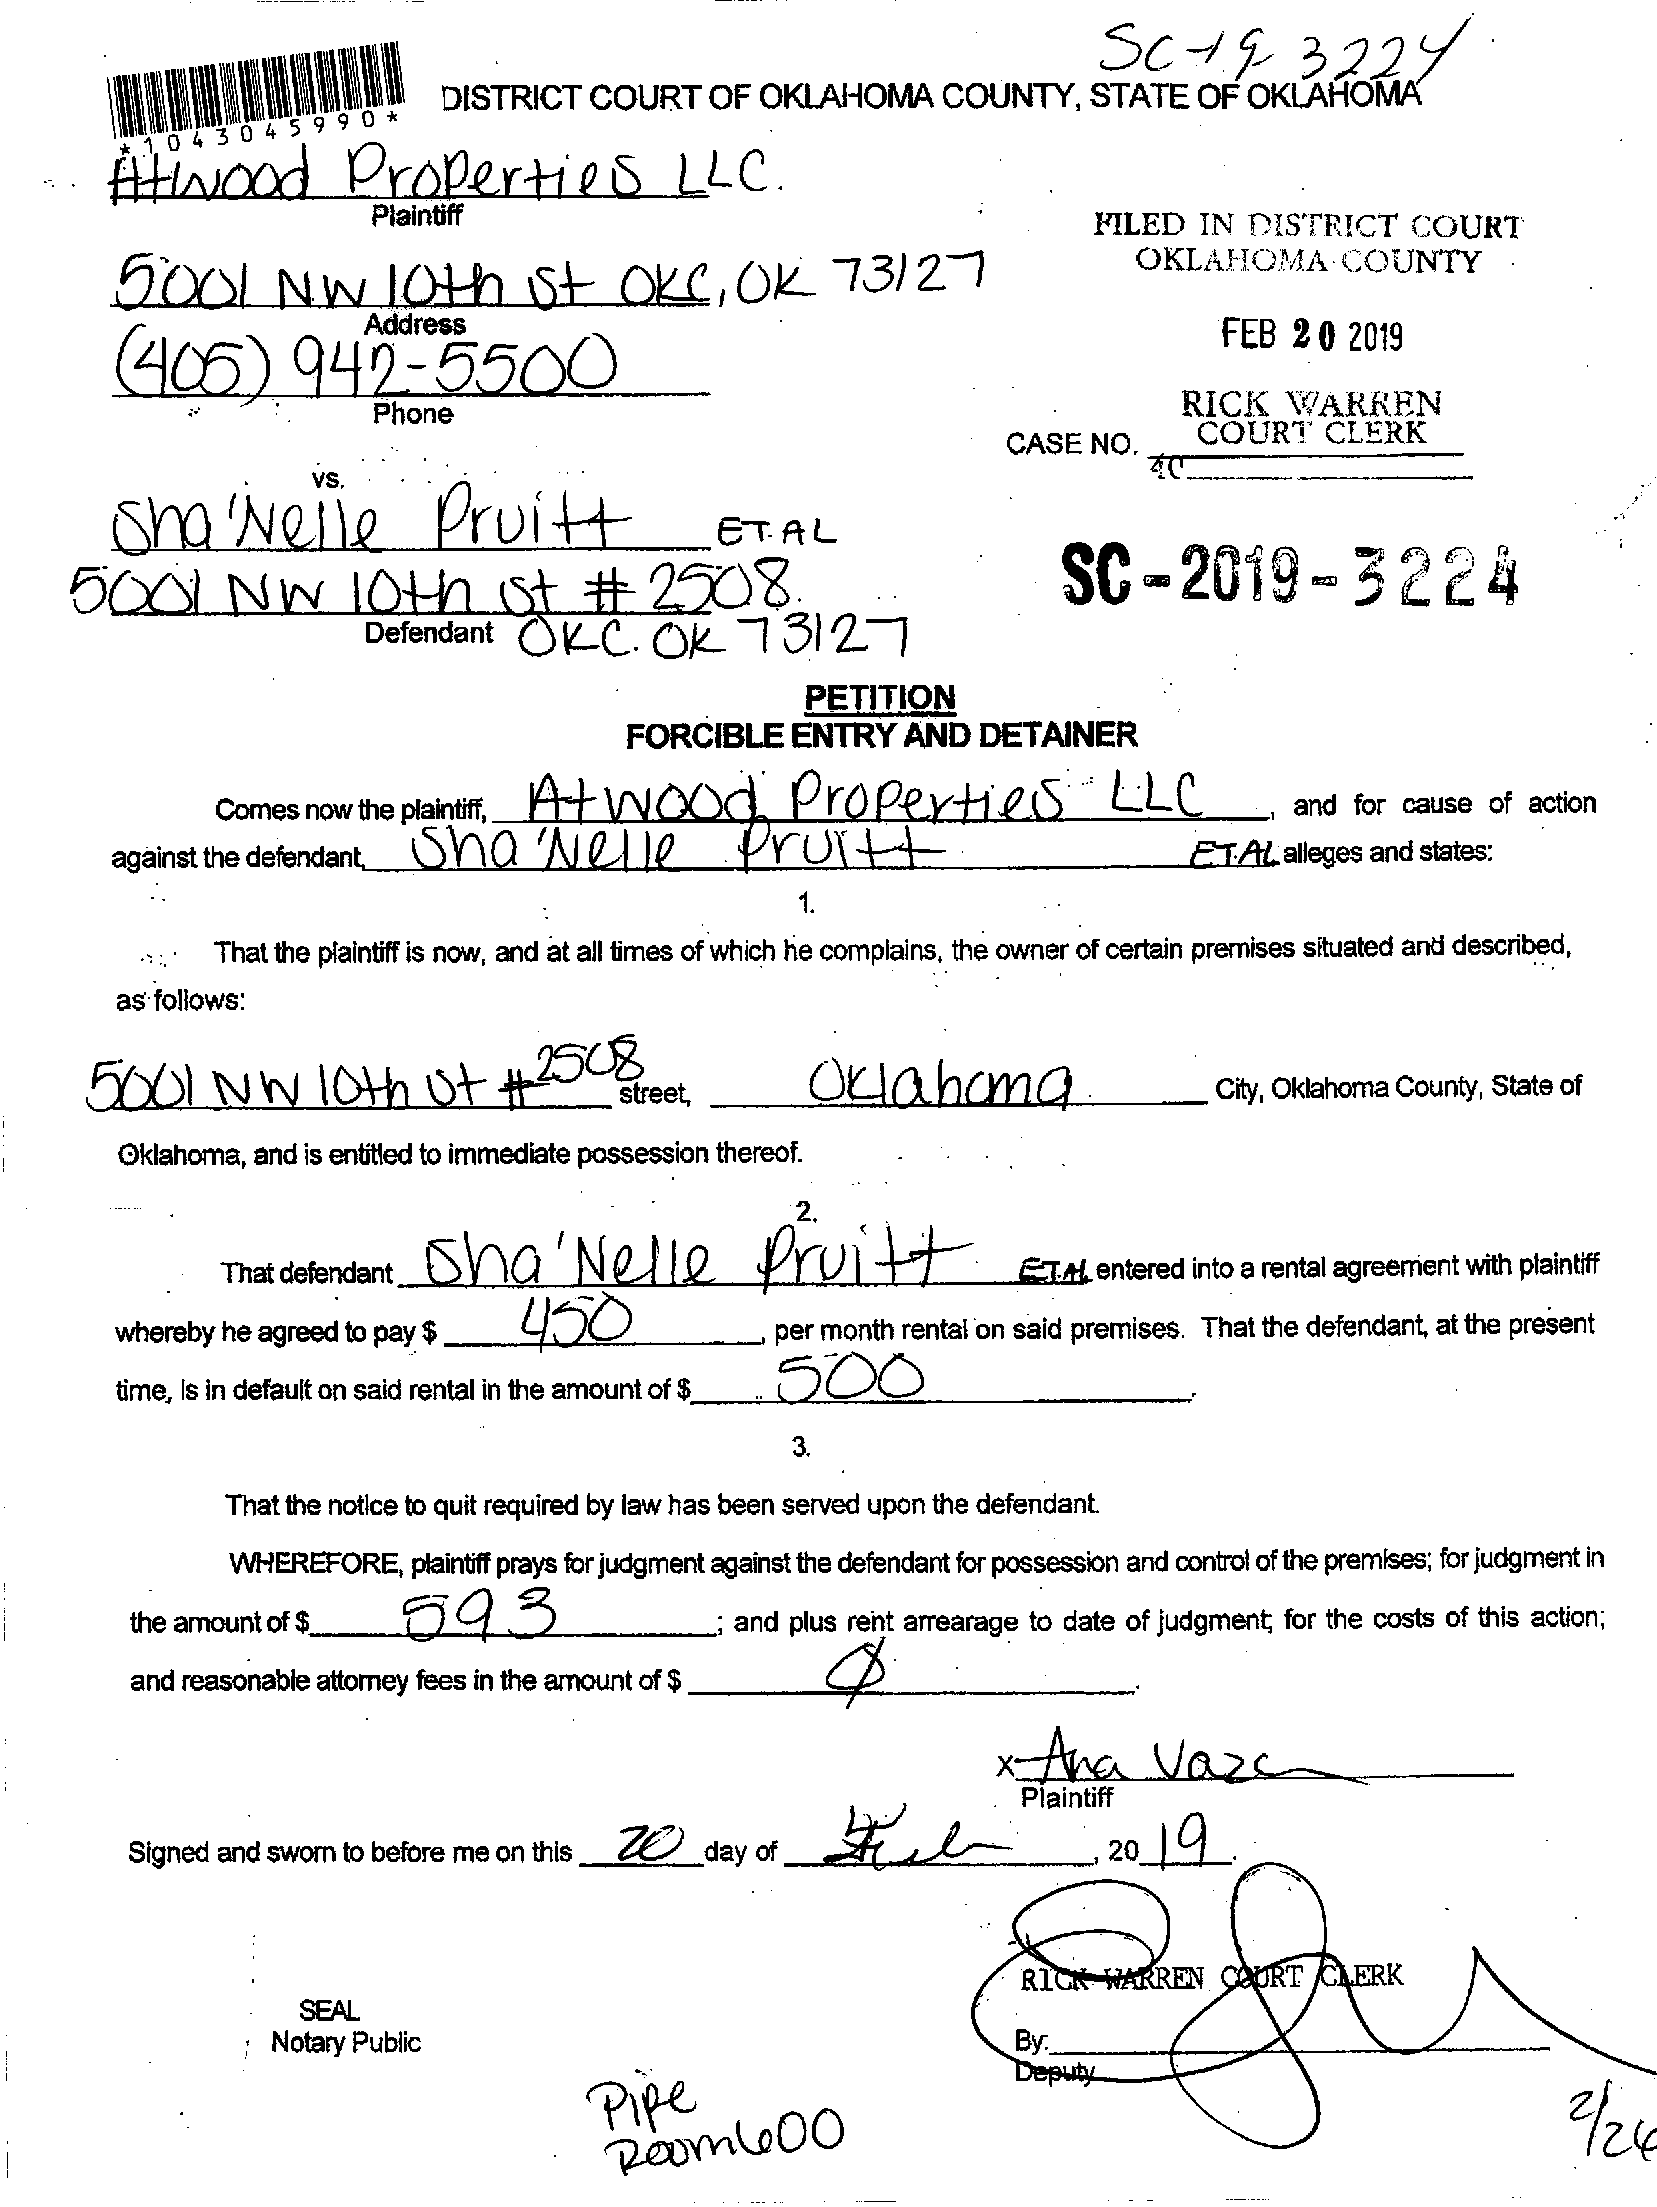 SC-19 3224
*1043045990*
DISTRICT COURT OF OKLAHOMA COUNTY, STATE OF OKLAHOMA
Atwood Properties LLC.
Plaintiff
FILED IN DISTRICT COURT
OKLAHOMA COUNTY
5001 NW 10th St OKC, OK 73127
Address
FEB 20 2019
(405) 942-5500
Phone
RICK WARREN
COURT CLERK
CASE NO.
vs.
Sha'Nelle Pruitt ET.AL
5001 NW 10th St # 2508.
Defendant OKC. OK 73127
SC-2019-3224
PETITION
FORCIBLE ENTRY AND DETAINER
Comes now the plaintiff, Atwood Properties LLC, and for cause of action
against the defendant, Sha'Nelle Pruitt ET.AL alleges and states:
1.
That the plaintiff is now, and at all times of which he complains, the owner of certain premises situated and described,
as follows:
5001 NW 10th St #2508 street, Oklahoma City, Oklahoma County, State of
Oklahoma, and is entitled to immediate possession thereof.
2.
That defendant Sha'Nelle Pruitt ET.AL entered into a rental agreement with plaintiff
whereby he agreed to pay $ 450, per month rental on said premises. That the defendant, at the present
time, is in default on said rental in the amount of $ 500.
3.
That the notice to quit required by law has been served upon the defendant.
WHEREFORE, plaintiff prays for judgment against the defendant for possession and control of the premises; for judgment in
the amount of $ 593; and plus rent arrearage to date of judgment; for the costs of this action;
and reasonable attorney fees in the amount of $ Ø.
x Ana
Plaintiff
Signed and sworn to before me on this 20 day of Feb, 2019.
RICK WARREN COURT CLERK
SEAL
Notary Public
By:
Deputy
Pipe
Room 600
2/26